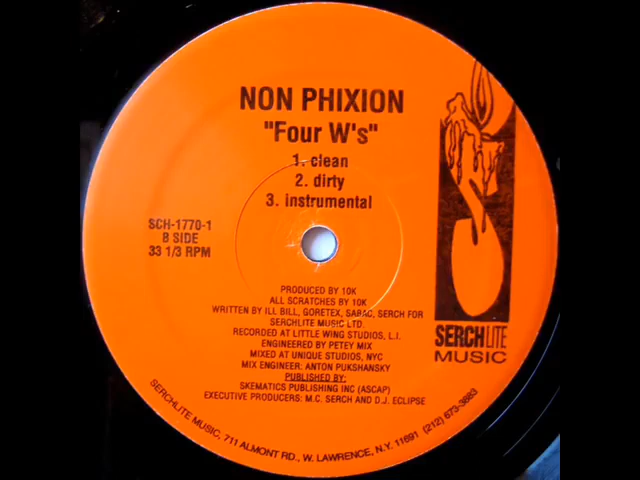 NON PHIXION
"Four W's"
1. clean
2. dirty
3. instrumental
SCH-1770-1
B SIDE
33 1/3 RPM
PRODUCED BY 10K
ALL SCRATCHES BY 10K
WRITTEN BY ILL BILL, GORETEX, SABAC, SERCH FOR
SERCHLITE MUSIC LTD.
RECORDED AT LITTLE WING STUDIOS, L.I.
ENGINEERED BY PETEY MIX
MIXED AT UNIQUE STUDIOS, NYC
MIX ENGINEER: ANTON PUKSHANSKY
PUBLISHED BY:
SKEMATICS PUBLISHING INC (ASCAP)
EXECUTIVE PRODUCERS: M.C. SERCH AND D.J. ECLIPSE
SERCHLITE
MUSIC
SERCHLITE MUSIC, 711 ALMONT RD., W. LAWRENCE, N.Y. 11691 (212) 673-3683